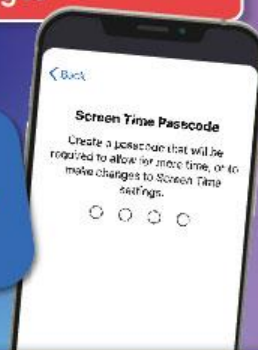 Back
Screen Time Passcode
Create a passcode that will be
required to allow for more time, or to
make changes to Screen Time
settings.